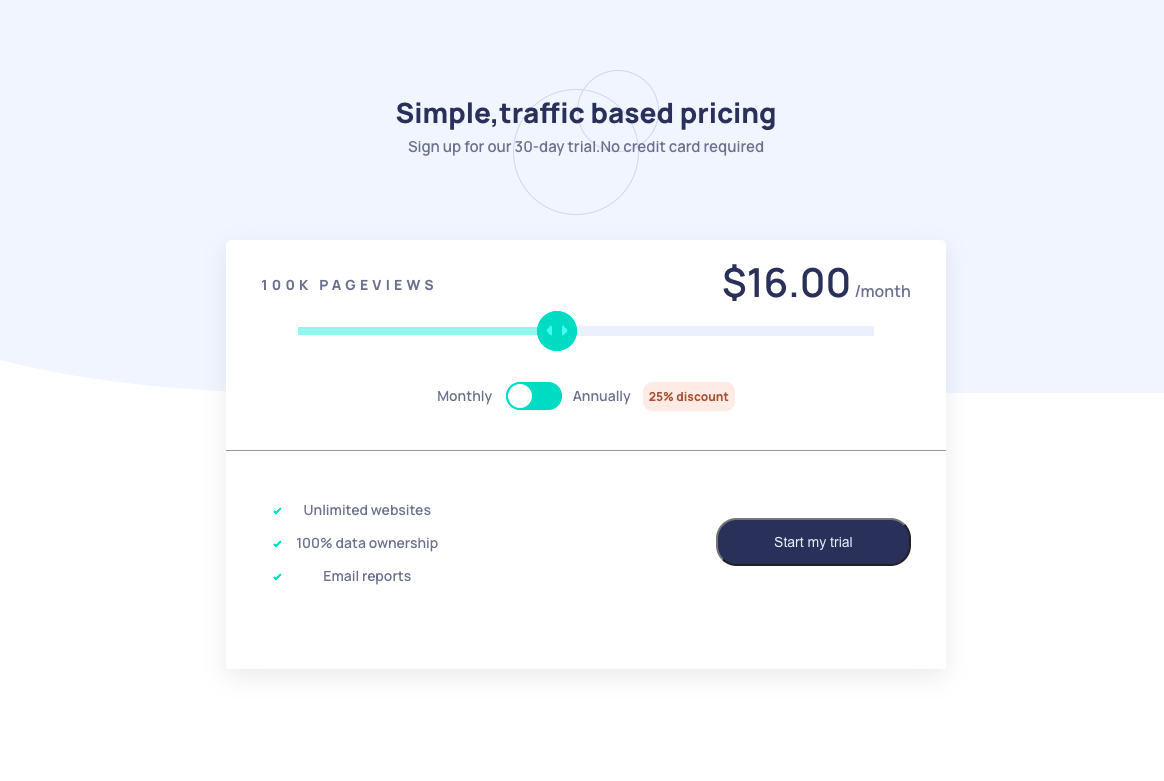 Simple,traffic based pricing
Sign up for our 30-day trial.No credit card required
100K PAGEVIEWS
$16.00 /month
Monthly
Annually
25% discount
Unlimited websites
100% data ownership
Email reports
Start my trial